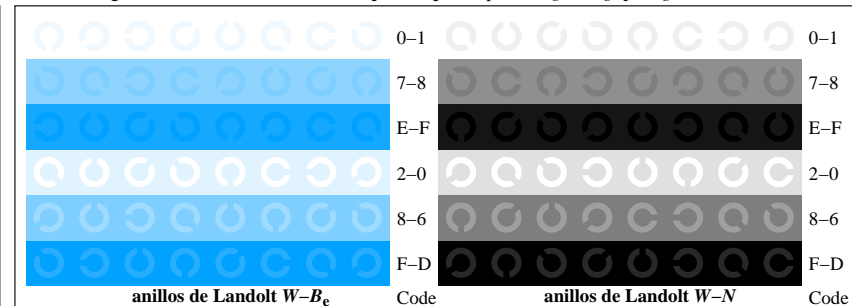 0–1 0–1
7–8 7–8
E–F E–F
2–0 2–0
8–6 8–6
F–D F–D
anillos de Landolt W–Be Code anillos de Landolt W–N Code